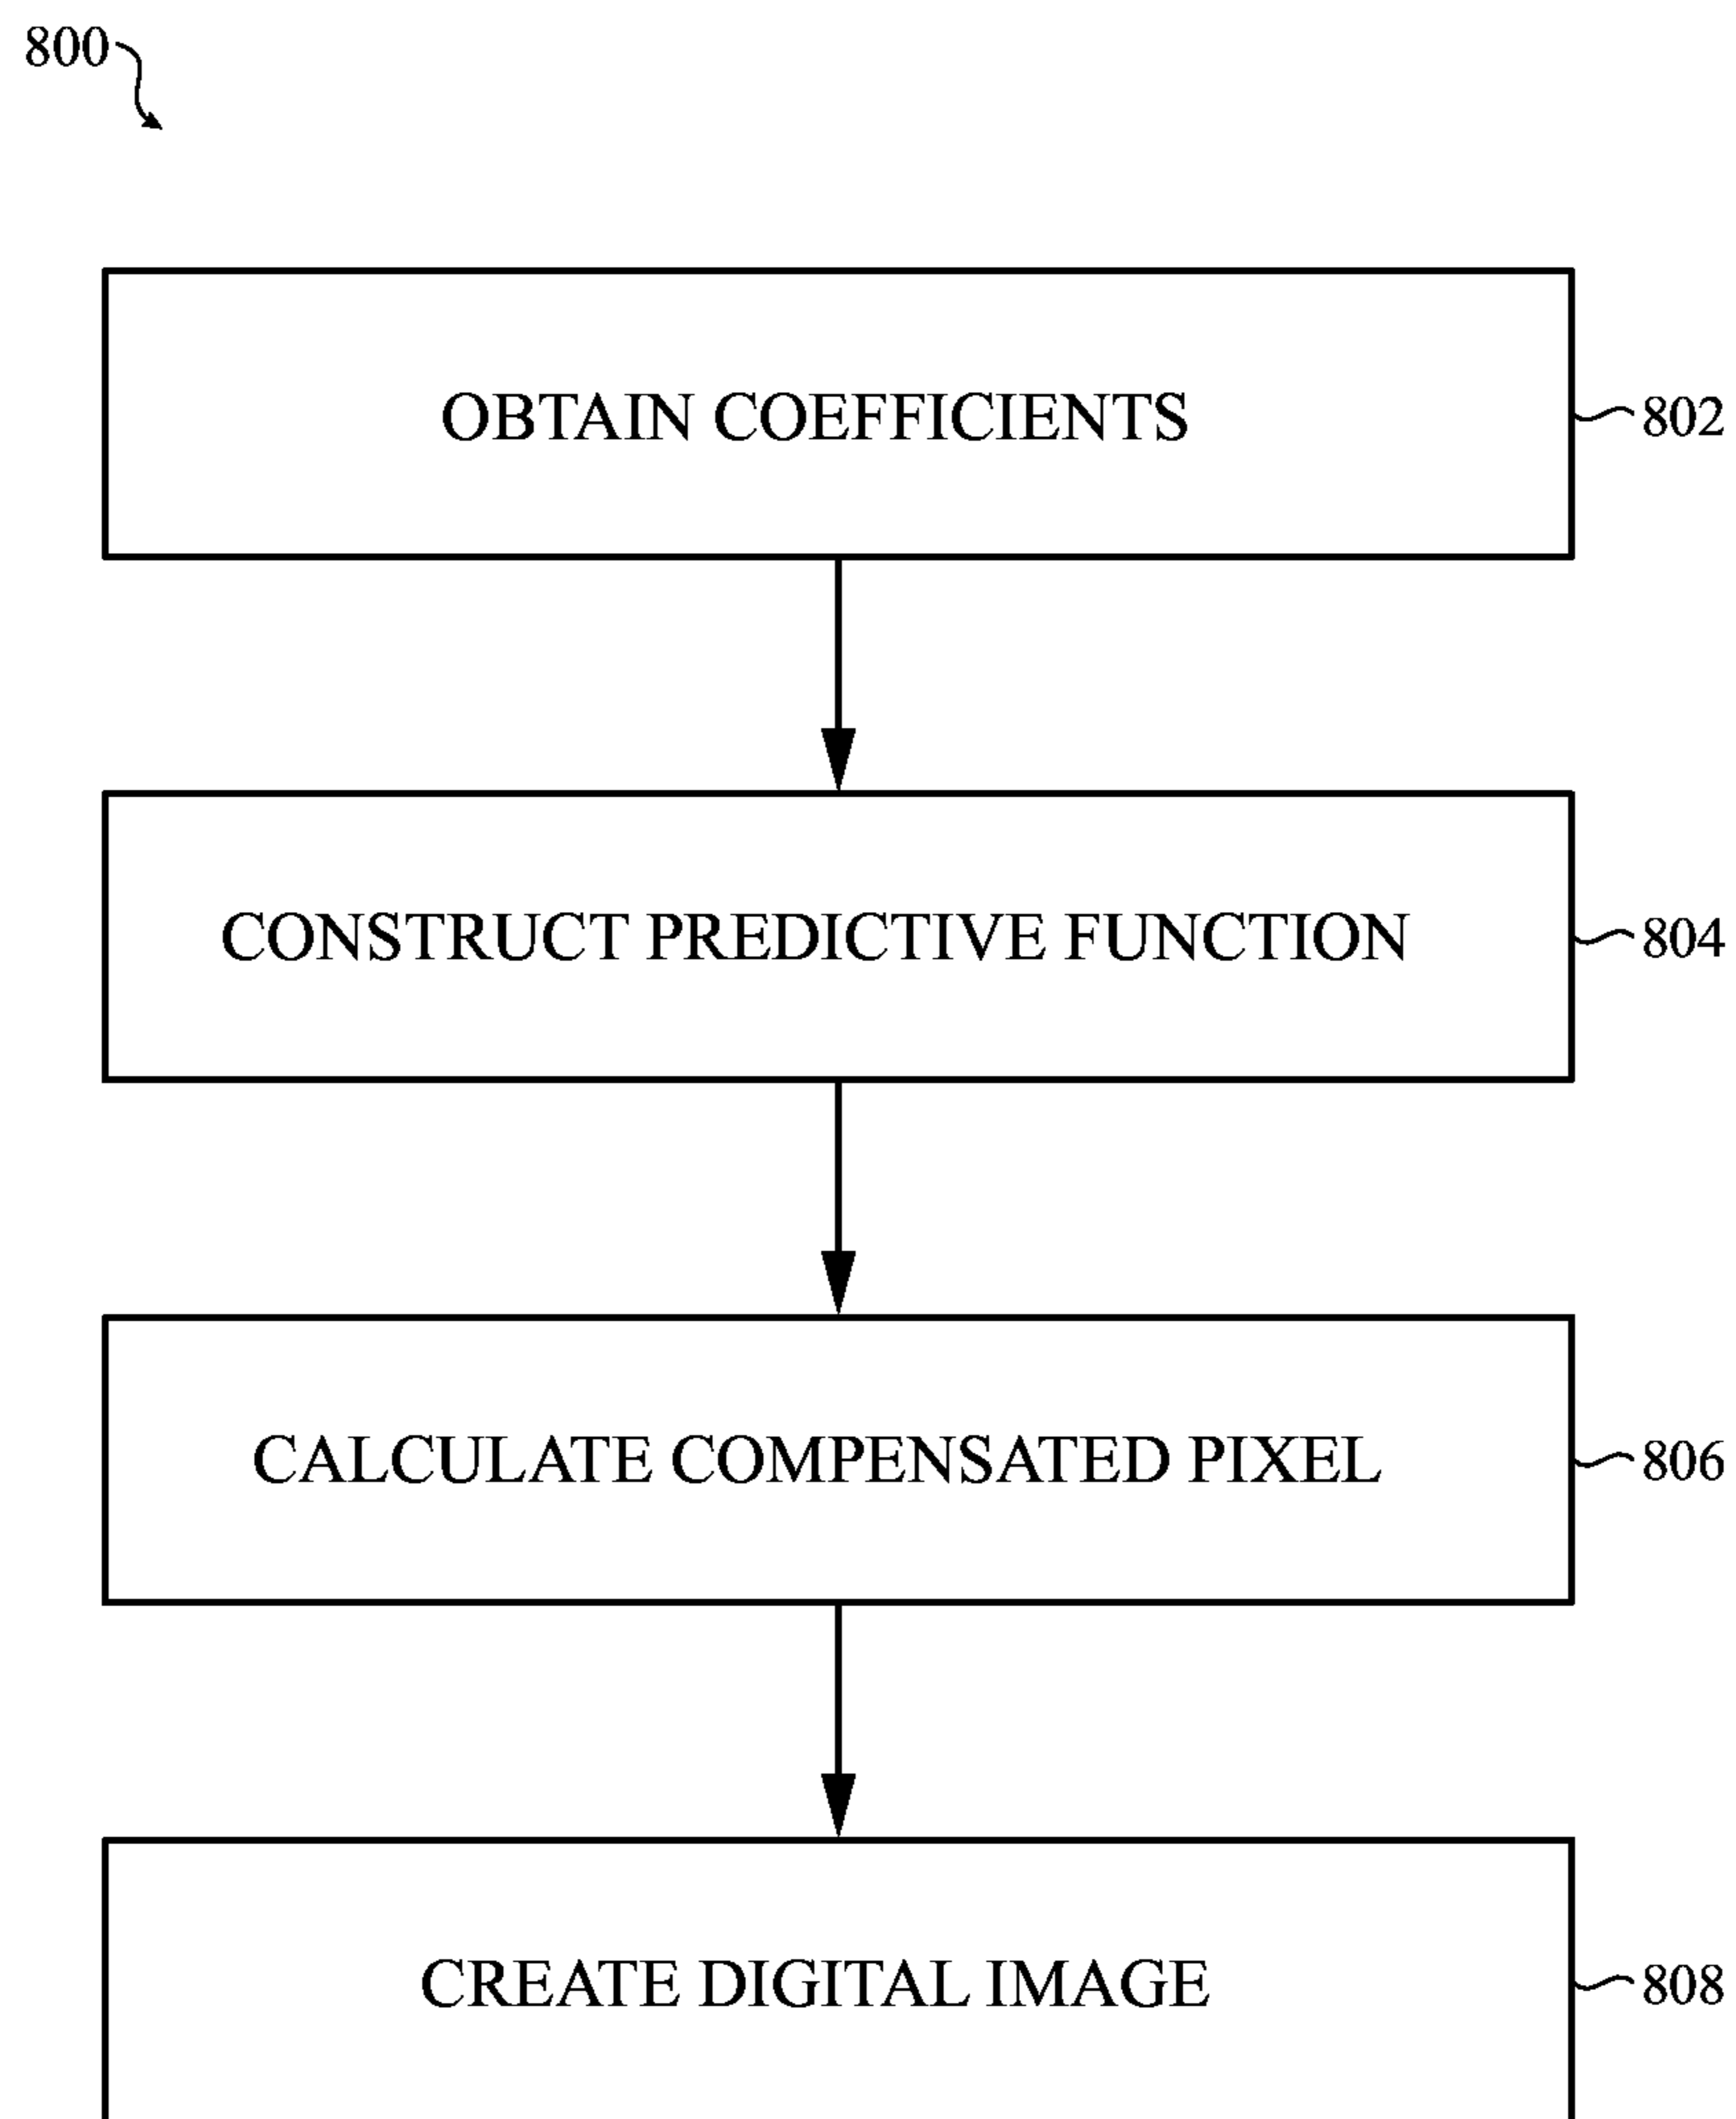 800
OBTAIN COEFFICIENTS
802
CONSTRUCT PREDICTIVE FUNCTION
804
CALCULATE COMPENSATED PIXEL
806
CREATE DIGITAL IMAGE
808